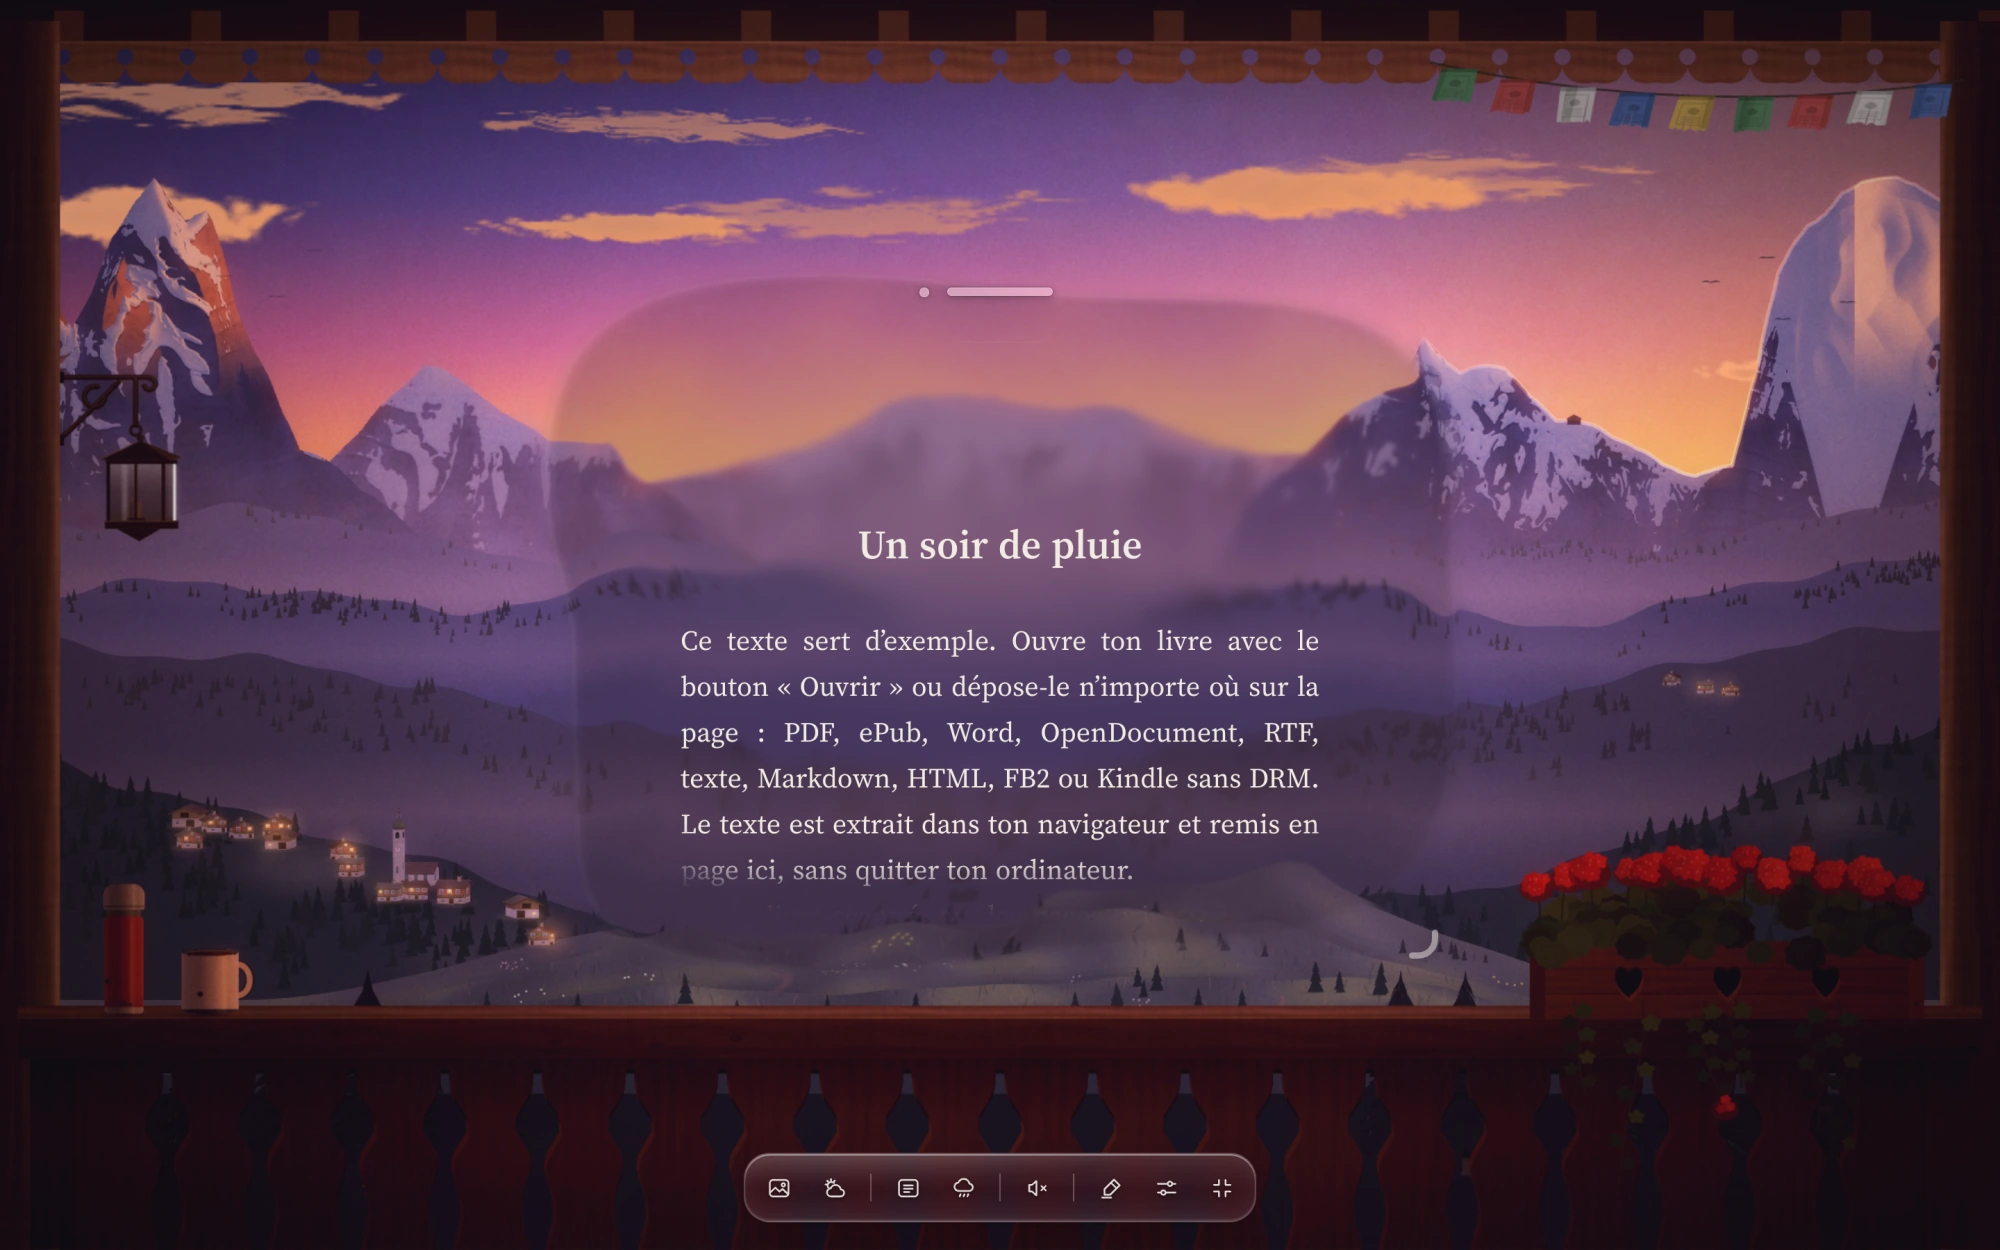 Un soir de pluie
Ce texte sert d’exemple. Ouvre ton livre avec le
bouton « Ouvrir » ou dépose-le n’importe où sur la
page : PDF, ePub, Word, OpenDocument, RTF,
texte, Markdown, HTML, FB2 ou Kindle sans DRM.
Le texte est extrait dans ton navigateur et remis en
page ici, sans quitter ton ordinateur.